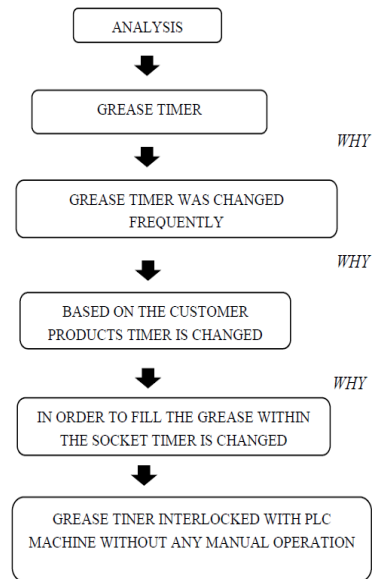 ANALYSIS
GREASE TIMER
WHY
GREASE TIMER WAS CHANGED
FREQUENTLY
WHY
BASED ON THE CUSTOMER
PRODUCTS TIMER IS CHANGED
WHY
IN ORDER TO FILL THE GREASE WITHIN
THE SOCKET TIMER IS CHANGED
GREASE TINER INTERLOCKED WITH PLC
MACHINE WITHOUT ANY MANUAL OPERATION